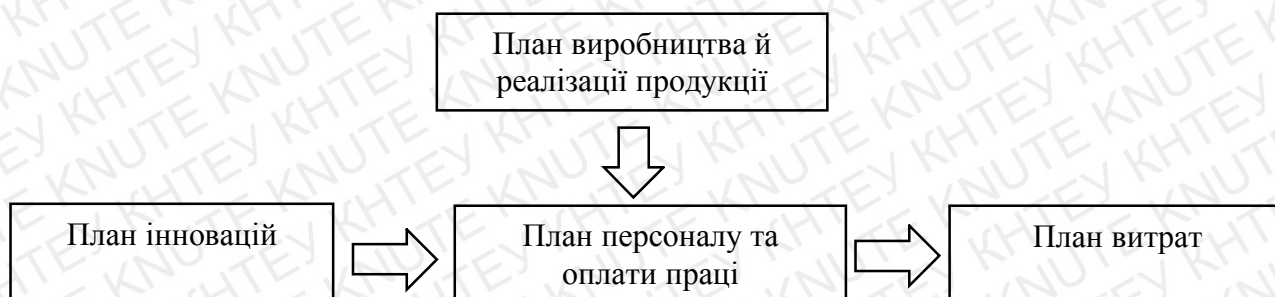 План виробництва й
реалізації продукції
План інновацій
План персоналу та
оплати праці
План витрат